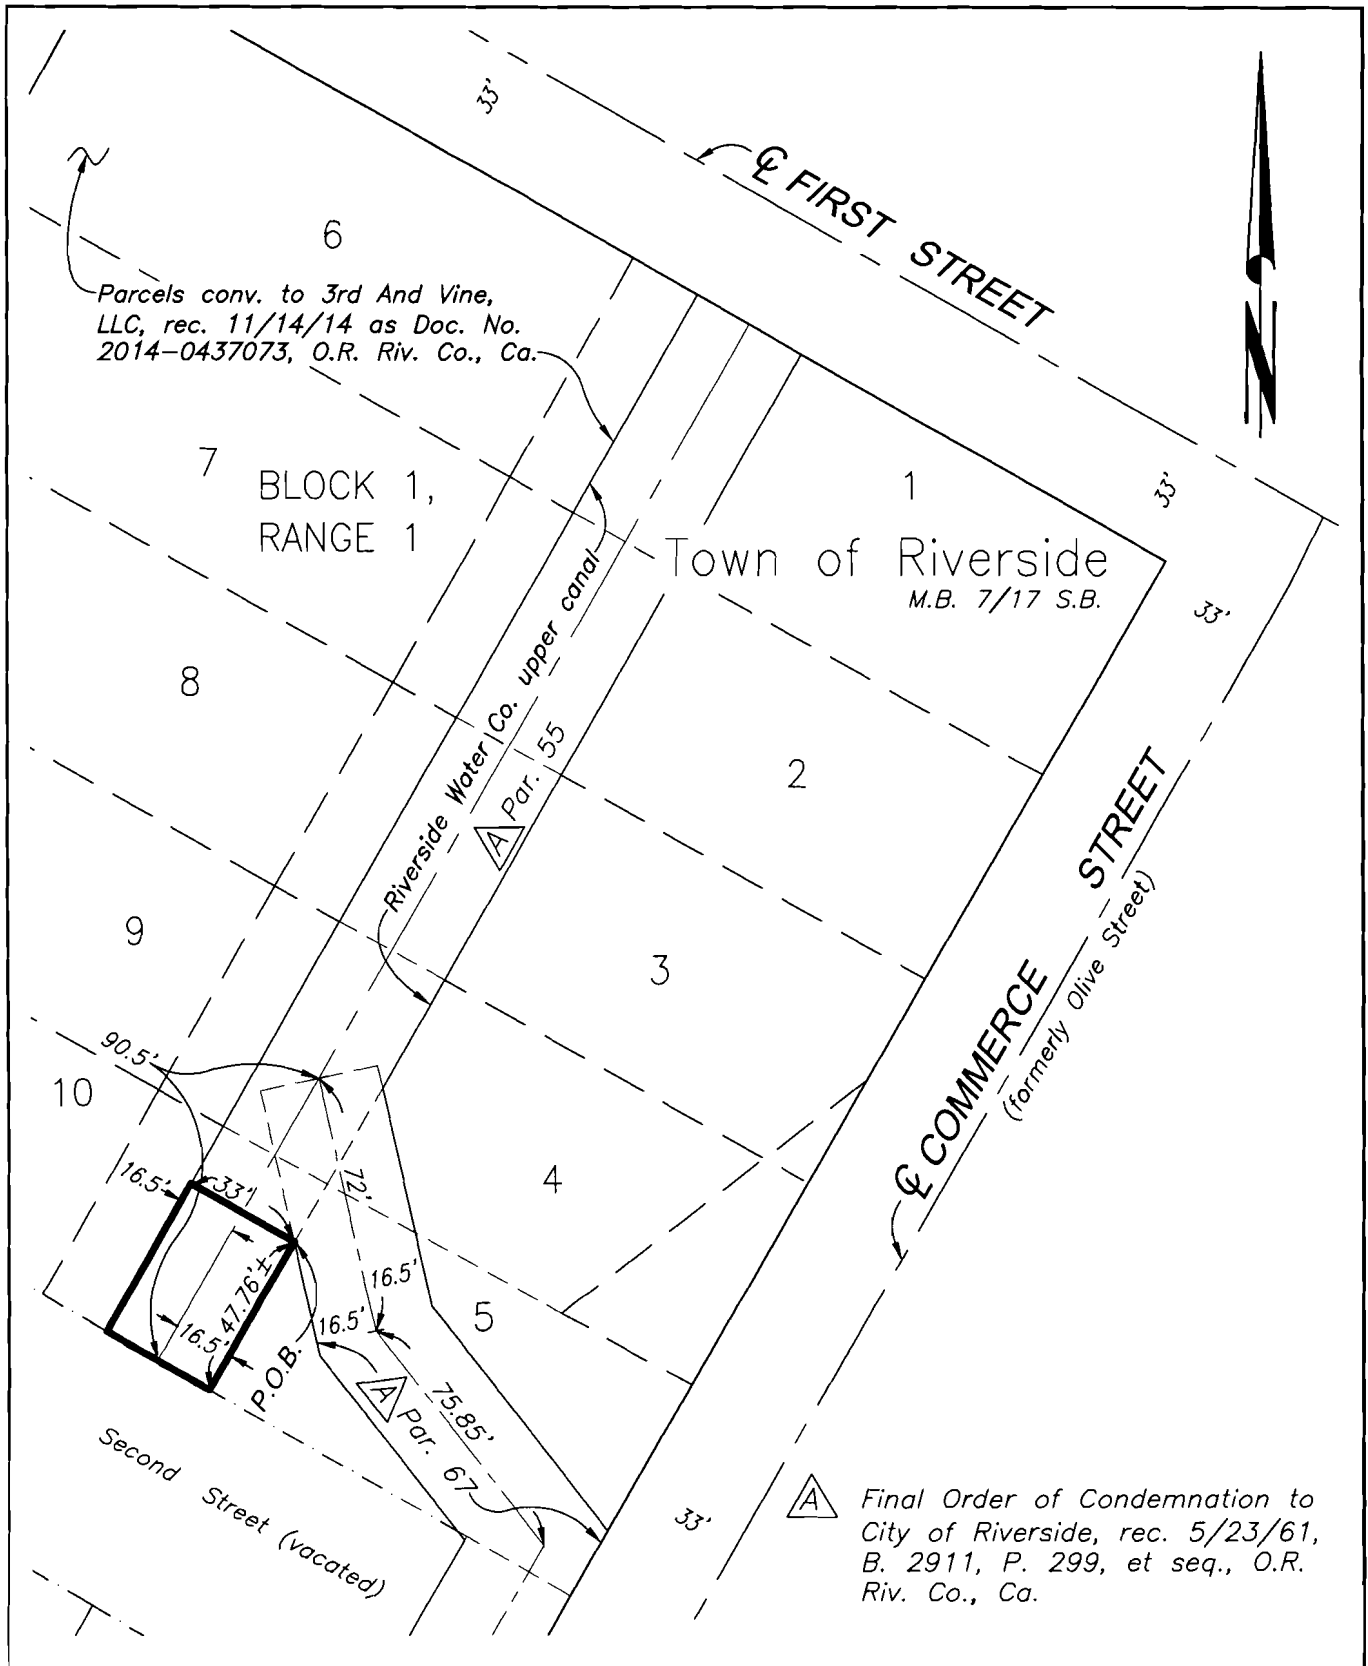 33'
℄ FIRST STREET
6
Parcels conv. to 3rd And Vine,
LLC, rec. 11/14/14 as Doc. No.
2014-0437073, O.R. Riv. Co., Ca.
N
7
BLOCK 1,
RANGE 1
1
33'
Town of Riverside
M.B. 7/17 S.B.
33'
Riverside Water Co. upper canal
8
A Par. 55
2
℄ COMMERCE STREET
(formerly Olive Street)
9
3
90.5'
10
4
16.5'
33'
72'
47.76'±
16.5'
16.5'
16.5'
5
P.O.B.
75.85'
A Par. 67
Second Street (vacated)
33'
A Final Order of Condemnation to
City of Riverside, rec. 5/23/61,
B. 2911, P. 299, et seq., O.R.
Riv. Co., Ca.